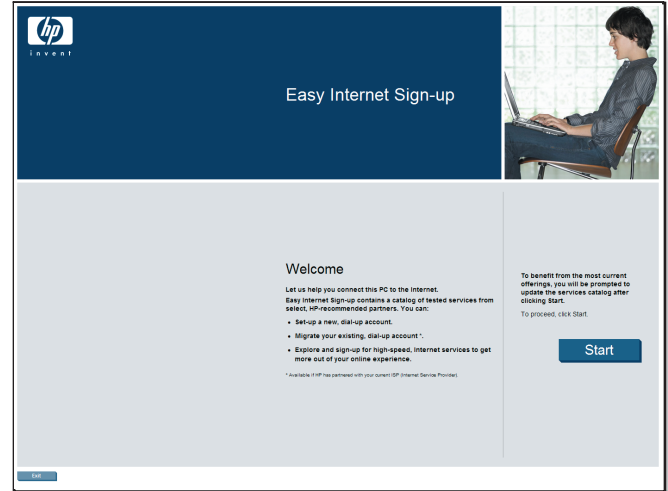 hp
invent
Easy Internet Sign-up
Welcome
Let us help you connect this PC to the Internet.
Easy Internet Sign-up contains a catalog of tested services from
select, HP-recommended partners. You can:
• Set-up a new, dial-up account.
• Migrate your existing, dial-up account *.
• Explore and sign-up for high-speed, Internet services to get
more out of your online experience.
* Available if HP has partnered with your current ISP (Internet Service Provider).
To benefit from the most current
offerings, you will be prompted to
update the services catalog after
clicking Start.
To proceed, click Start.
Start
Exit